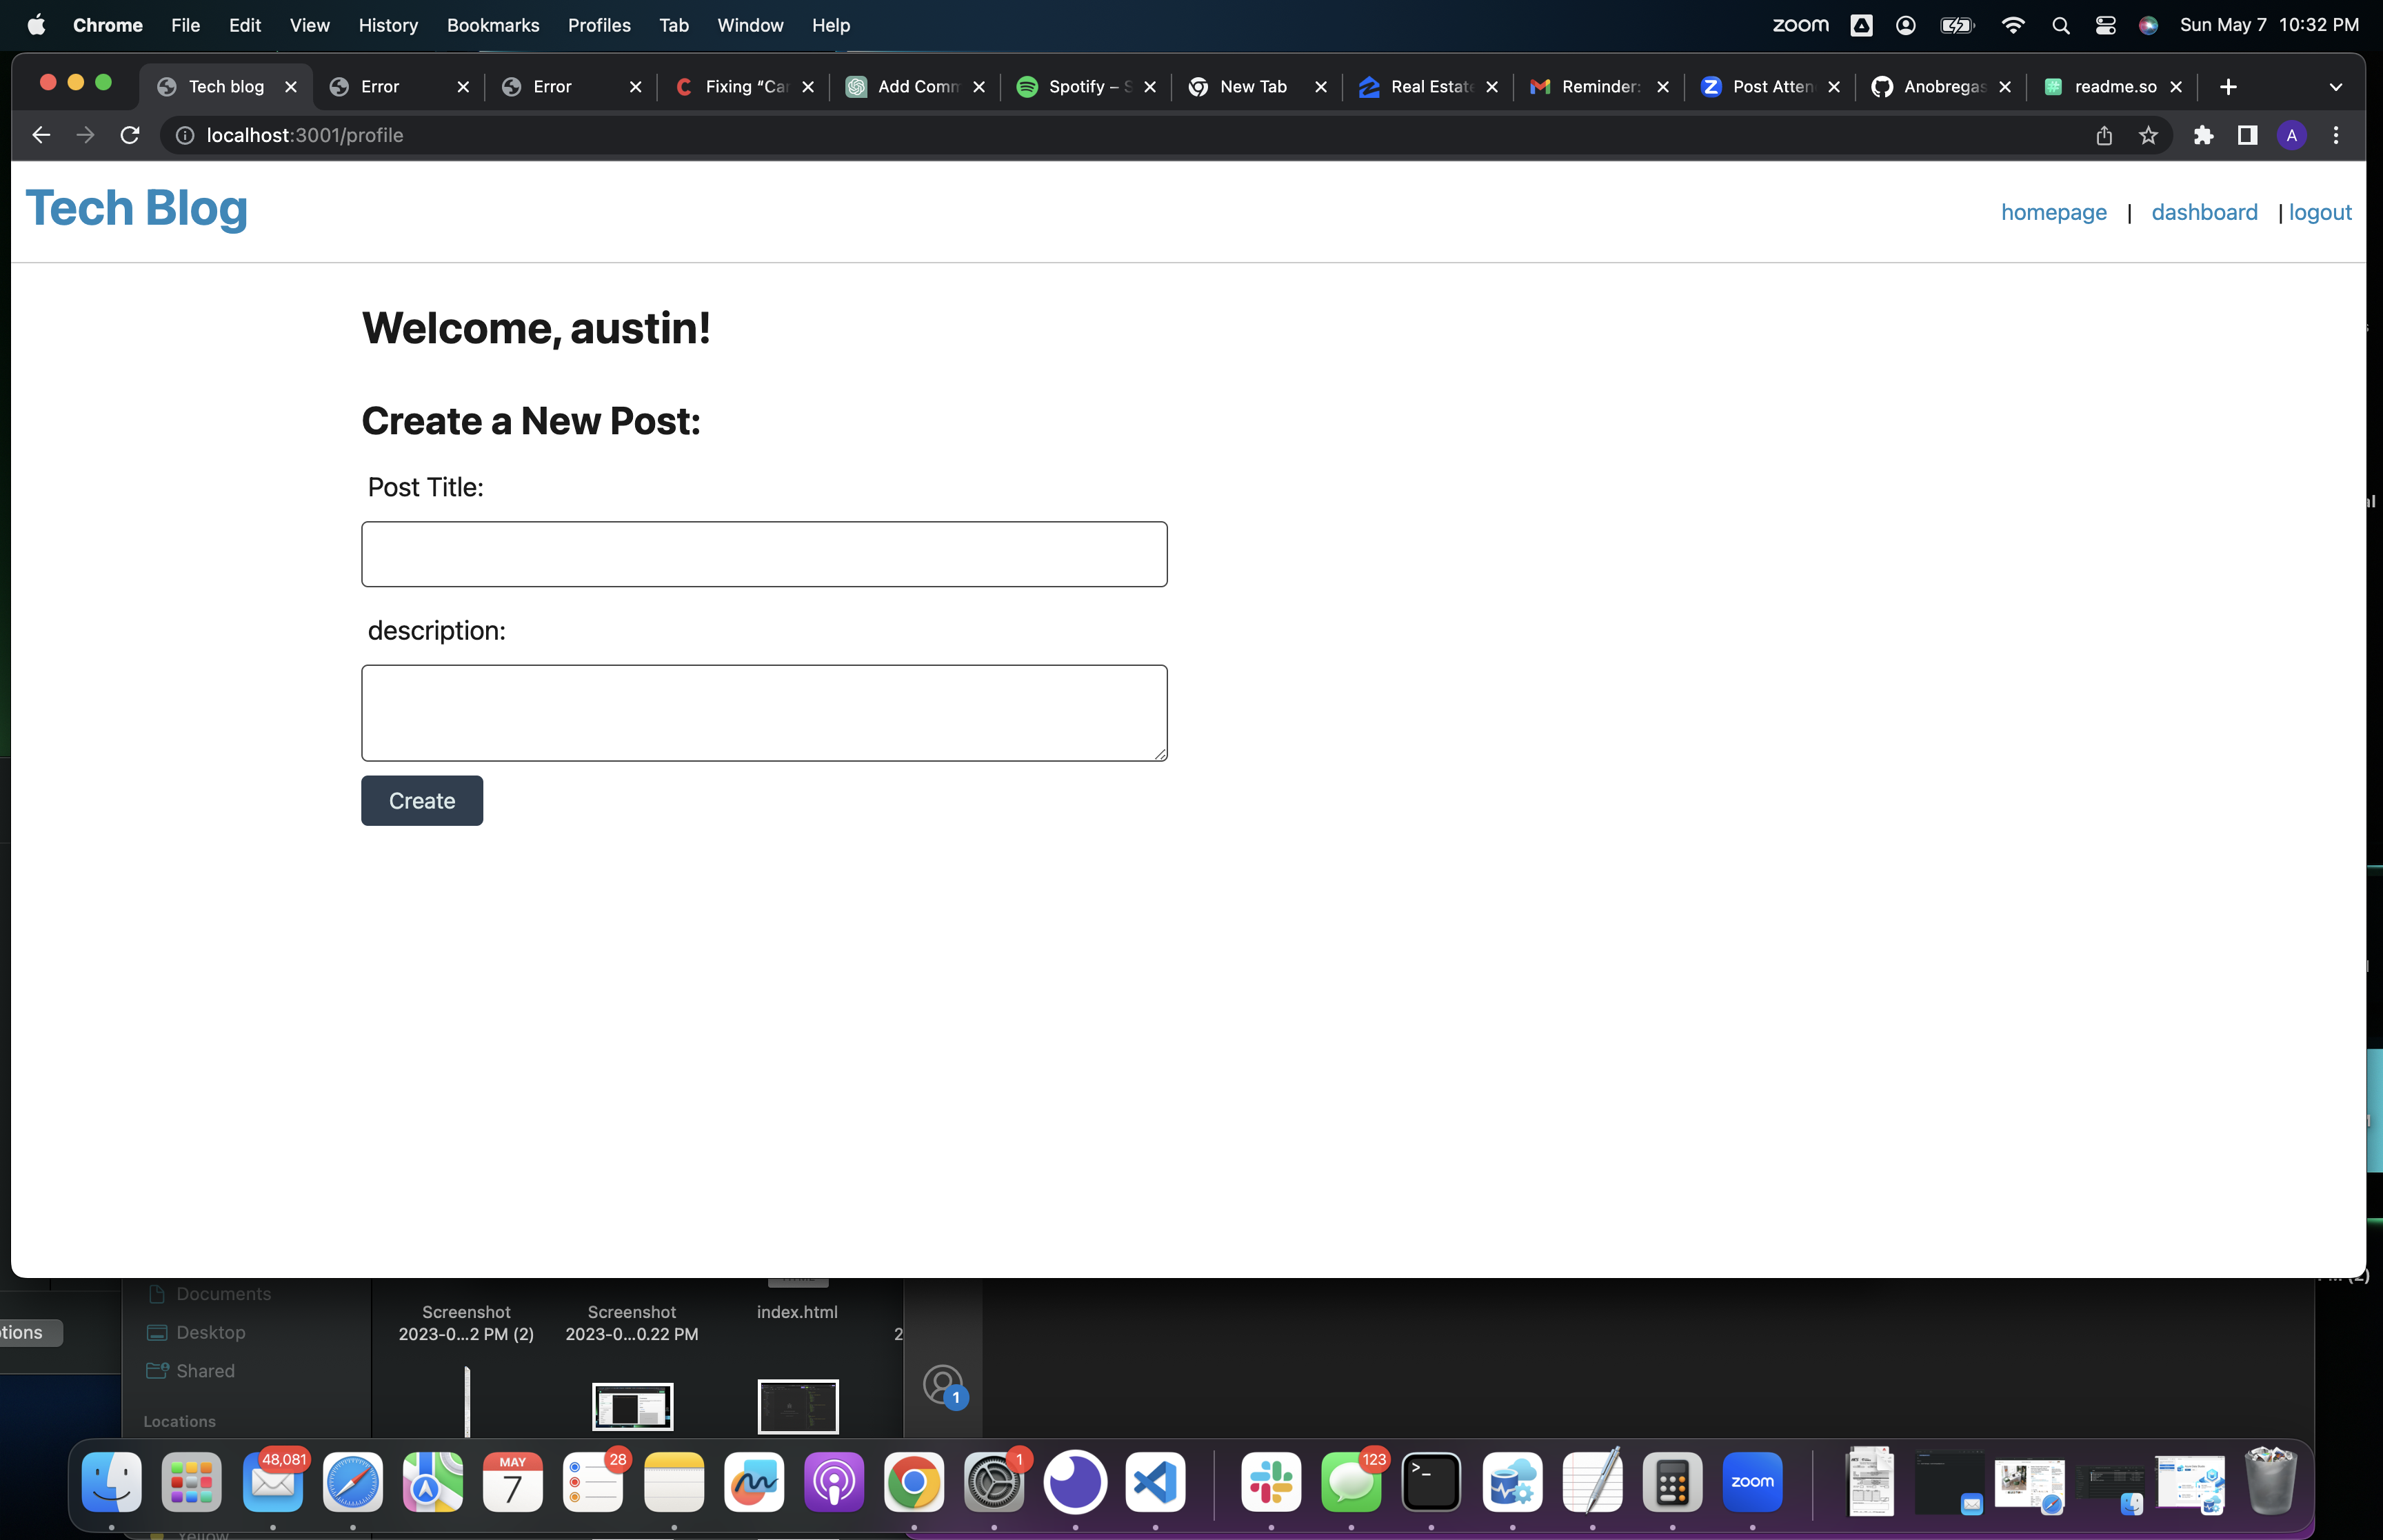 Chrome File Edit View History Bookmarks Profiles Tab Window Help zoom Sun May 7 10:32 PM
Tech blog Error Error Fixing “Car Add Comm Spotify – S New Tab Real Estate Reminder: Post Atten Anobregas readme.so
localhost:3001/profile A
Tech Blog homepage | dashboard | logout
Welcome, austin!
Create a New Post:
Post Title:
description:
Create
Documents
Desktop
Shared
Locations
Yellow
tions
Screenshot
2023-0...2 PM (2)
Screenshot
2023-0...0.22 PM
index.html
2
1
48,081 MAY 7 28 1 123 zoom